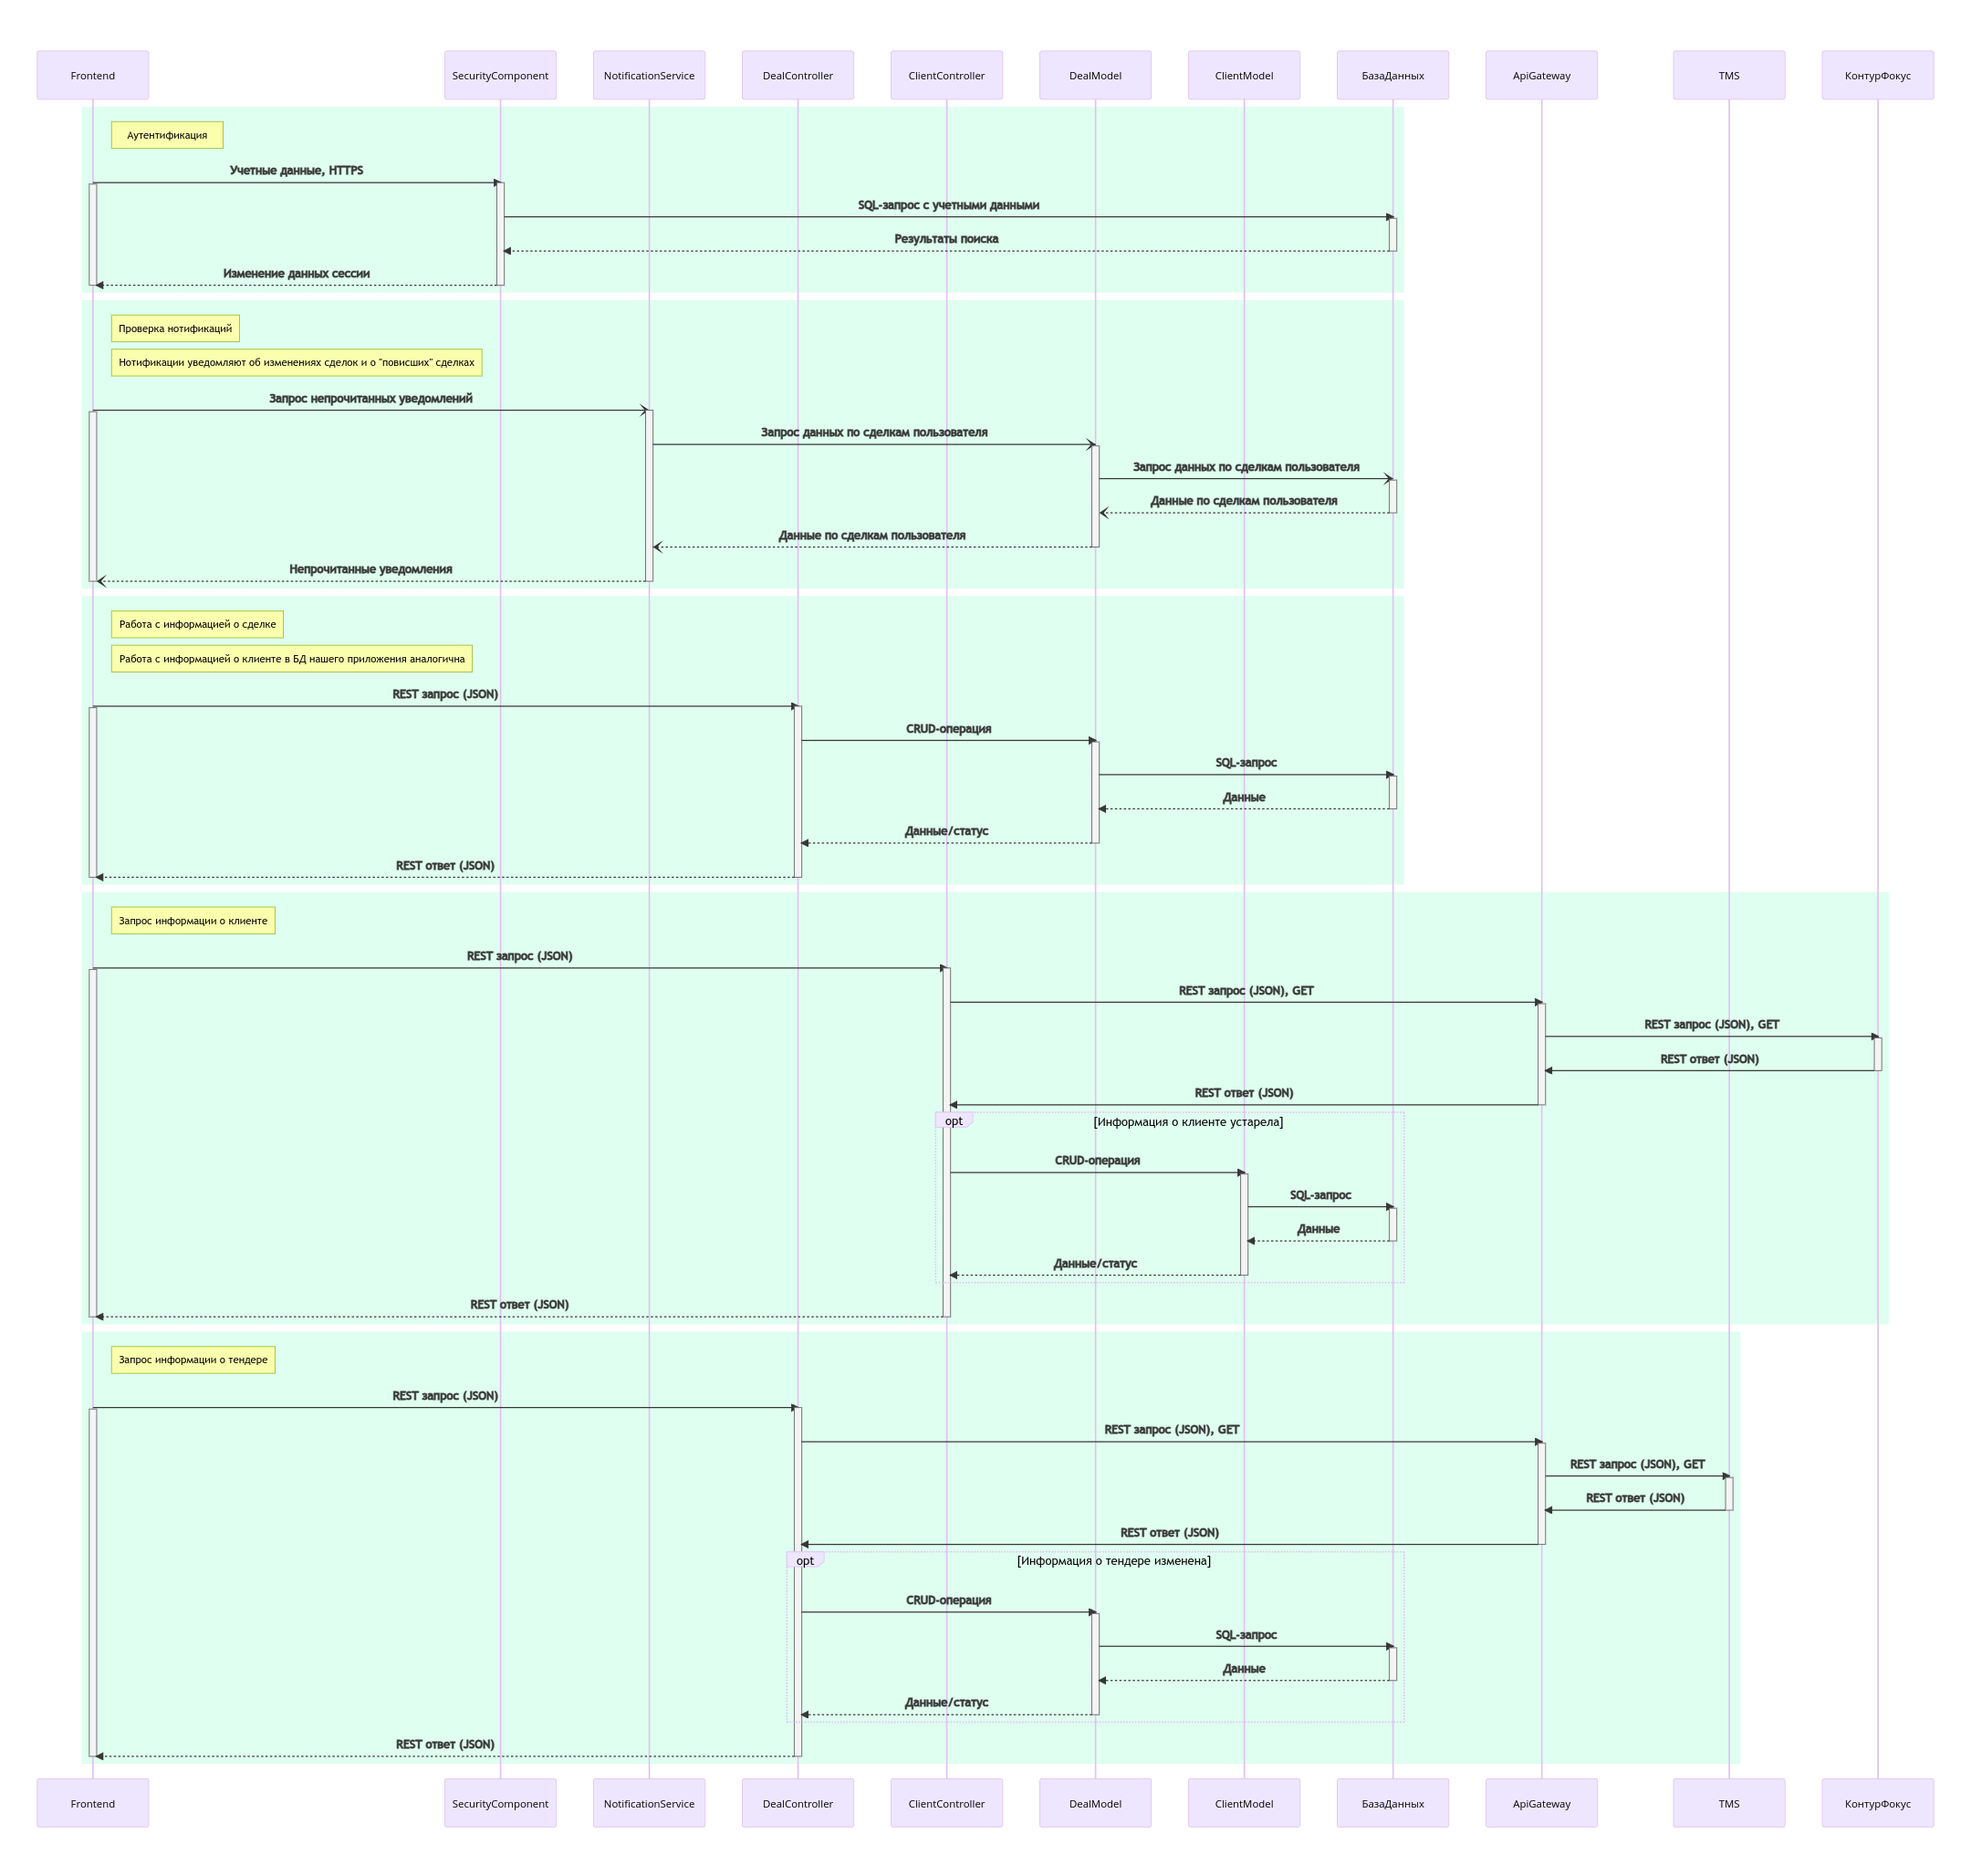 Frontend
SecurityComponent
NotificationService
DealController
ClientController
DealModel
ClientModel
БазаДанных
ApiGateway
TMS
КонтурФокус
Аутентификация
Учетные данные, HTTPS
SQL-запрос с учетными данными
Результаты поиска
Изменение данных сессии
Проверка нотификаций
Нотификации уведомляют об изменениях сделок и о "повисших" сделках
Запрос непрочитанных уведомлений
Запрос данных по сделкам пользователя
Запрос данных по сделкам пользователя
Данные по сделкам пользователя
Данные по сделкам пользователя
Непрочитанные уведомления
Работа с информацией о сделке
Работа с информацией о клиенте в БД нашего приложения аналогична
REST запрос (JSON)
CRUD-операция
SQL-запрос
Данные
Данные/статус
REST ответ (JSON)
Запрос информации о клиенте
REST запрос (JSON)
REST запрос (JSON), GET
REST запрос (JSON), GET
REST ответ (JSON)
REST ответ (JSON)
opt
[Информация о клиенте устарела]
CRUD-операция
SQL-запрос
Данные
Данные/статус
REST ответ (JSON)
Запрос информации о тендере
REST запрос (JSON)
REST запрос (JSON), GET
REST запрос (JSON), GET
REST ответ (JSON)
REST ответ (JSON)
opt
[Информация о тендере изменена]
CRUD-операция
SQL-запрос
Данные
Данные/статус
REST ответ (JSON)
Frontend
SecurityComponent
NotificationService
DealController
ClientController
DealModel
ClientModel
БазаДанных
ApiGateway
TMS
КонтурФокус